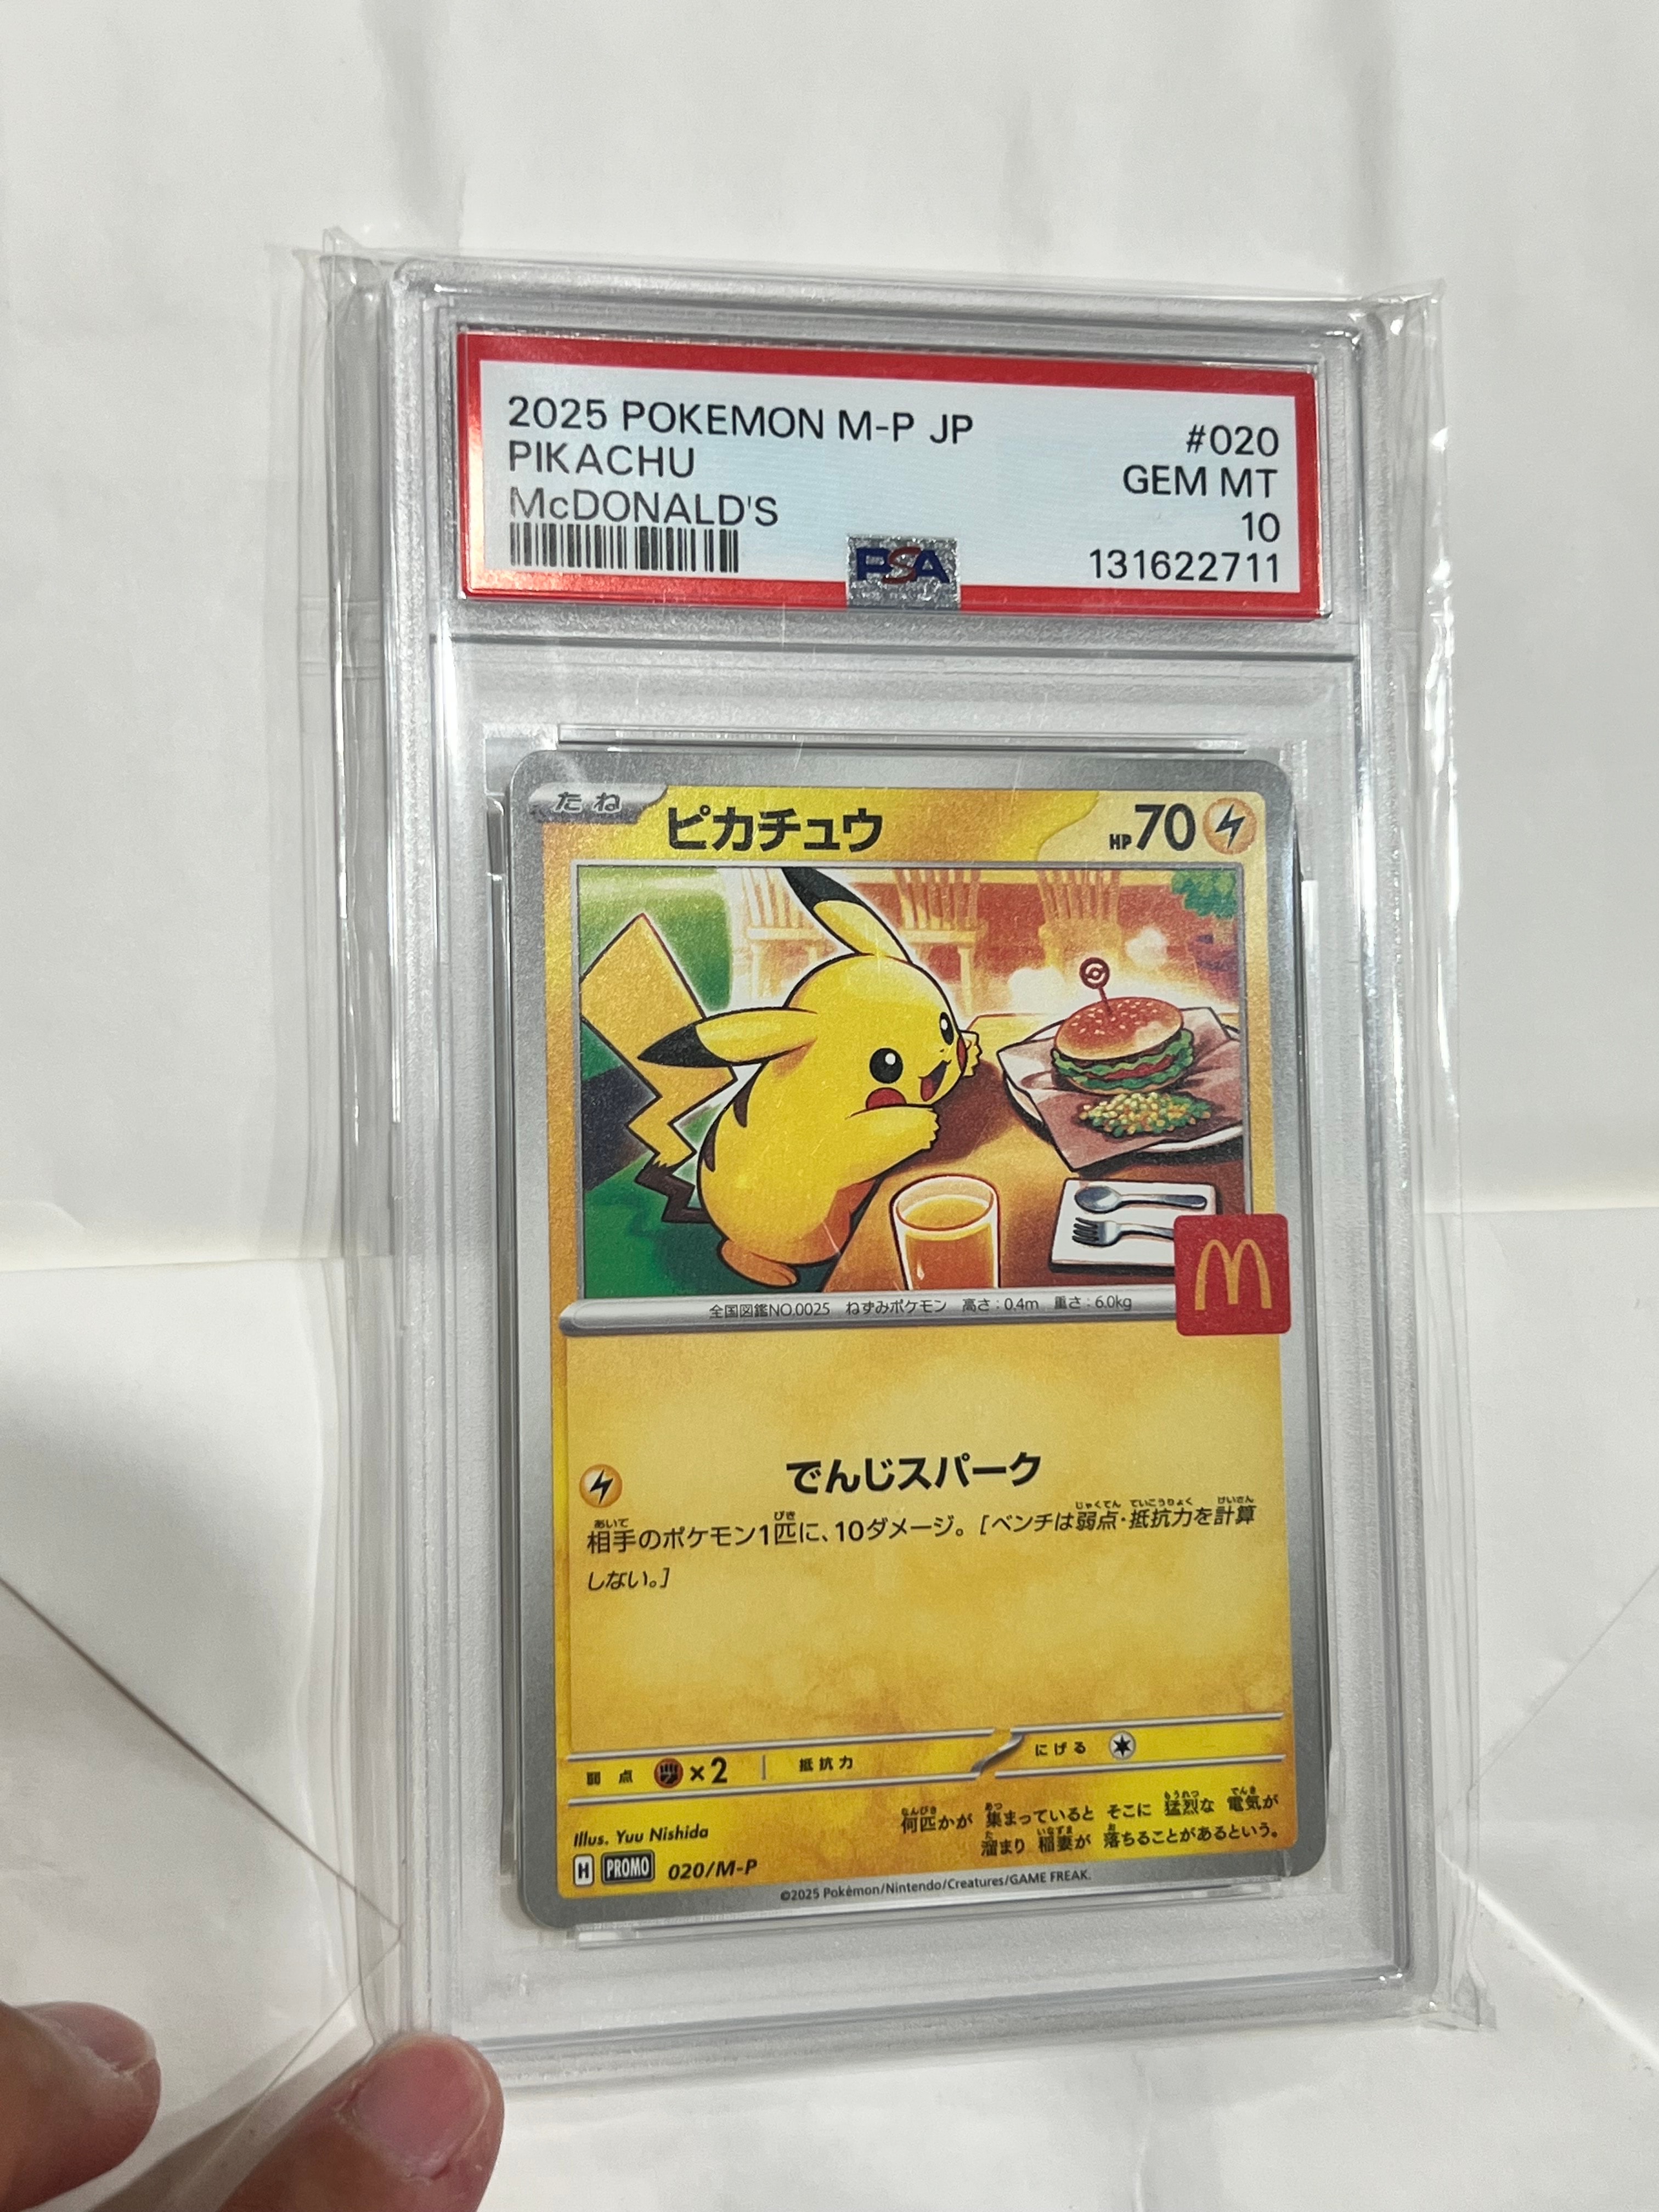 2025 POKEMON M-P JP #020
PIKACHU GEM MT
McDONALD'S 10
PSA 131622711
たね ピカチュウ HP70
M
全国図鑑NO.0025 ねずみポケモン 高さ:0.4m 重さ:6.0kg
でんじスパーク
相手のポケモン1匹に、10ダメージ。[ベンチは弱点・抵抗力を計算
しない。]
弱点 ×2 抵抗力 にげる
Illus. Yuu Nishida
何匹かが 集まっていると そこに 猛烈な 電気が
溜まり 稲妻が 落ちることがあるという。
H PROMO 020/M-P
©2025 Pokémon/Nintendo/Creatures/GAME FREAK.